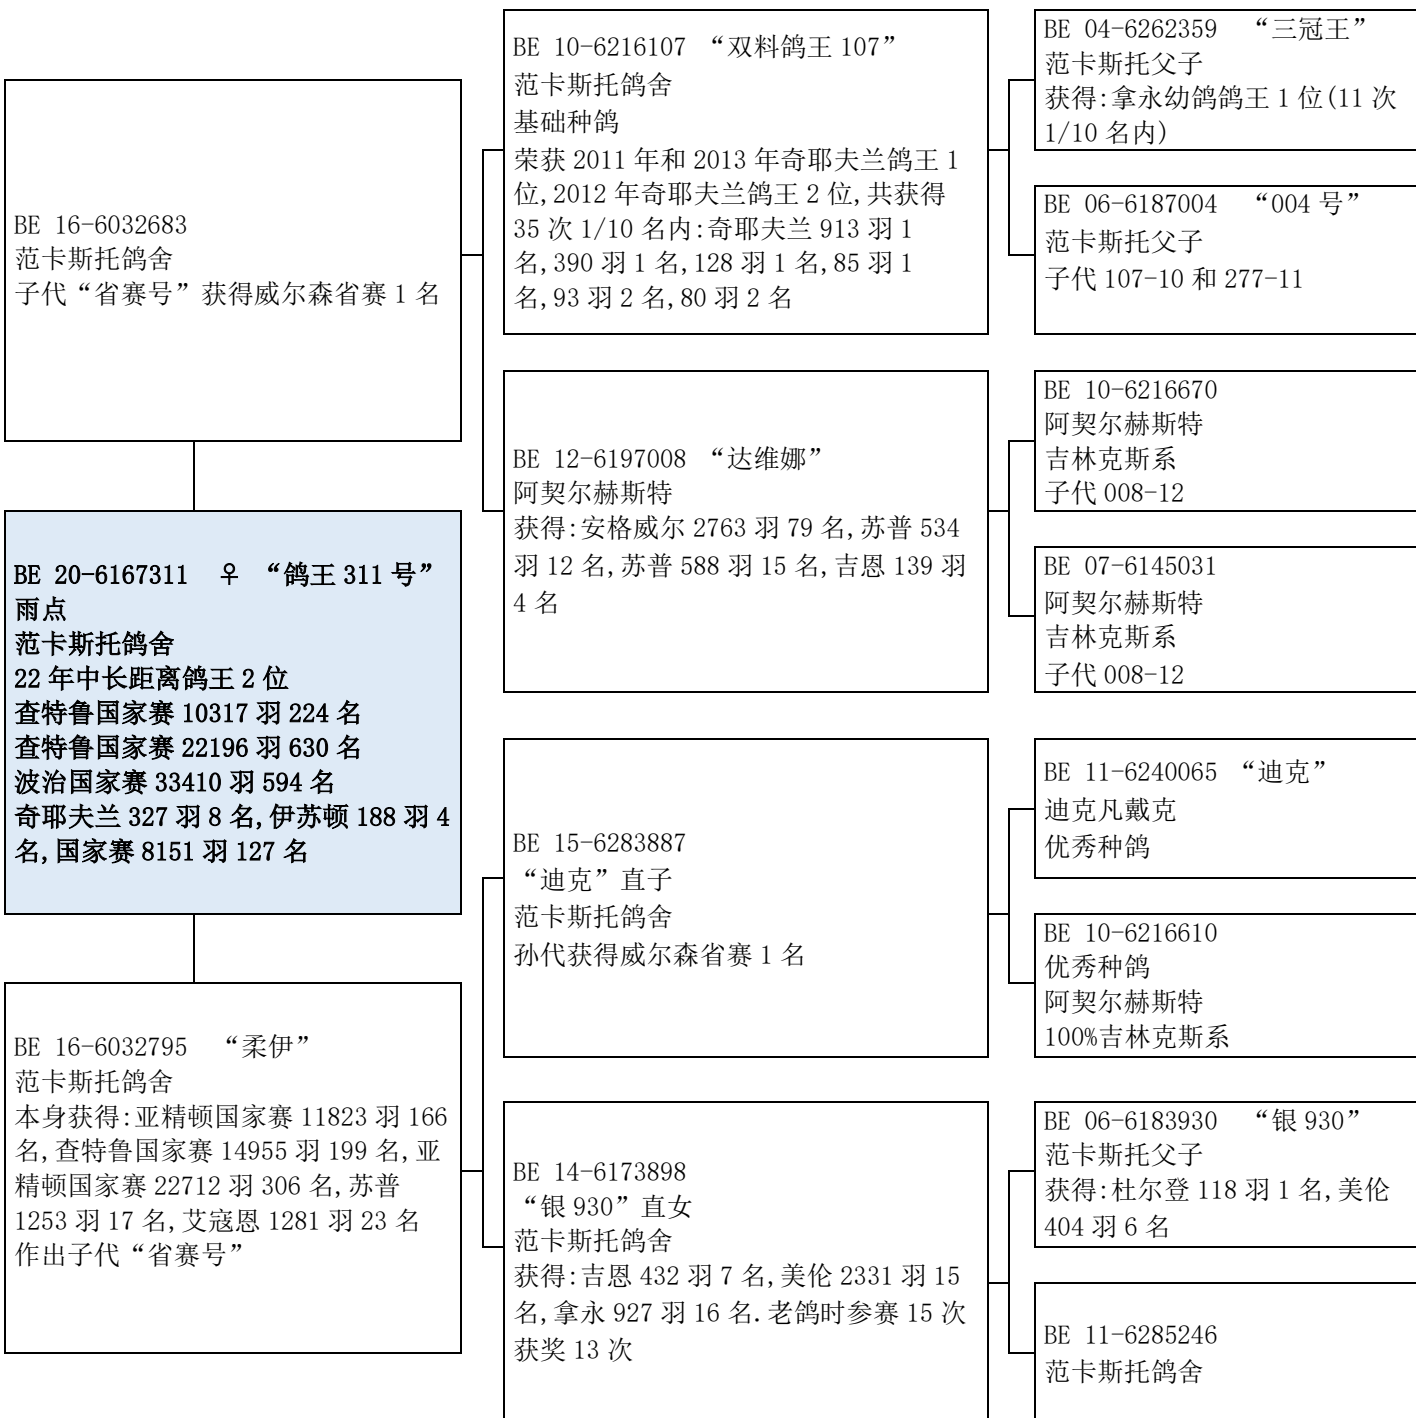 BE 16-6032683
范卡斯托鸽舍
子代“省赛号”获得威尔森省赛 1 名
BE 20-6167311 ♀ “鸽王 311 号”
雨点
范卡斯托鸽舍
22 年中长距离鸽王 2 位
查特鲁国家赛 10317 羽 224 名
查特鲁国家赛 22196 羽 630 名
波治国家赛 33410 羽 594 名
奇耶夫兰 327 羽 8 名,伊苏顿 188 羽 4
名,国家赛 8151 羽 127 名
BE 16-6032795 “柔伊”
范卡斯托鸽舍
本身获得:亚精顿国家赛 11823 羽 166
名,查特鲁国家赛 14955 羽 199 名,亚
精顿国家赛 22712 羽 306 名,苏普
1253 羽 17 名,艾寇恩 1281 羽 23 名
作出子代“省赛号”
BE 10-6216107 “双料鸽王 107”
范卡斯托鸽舍
基础种鸽
荣获 2011 年和 2013 年奇耶夫兰鸽王 1
位,2012 年奇耶夫兰鸽王 2 位,共获得
35 次 1/10 名内:奇耶夫兰 913 羽 1
名,390 羽 1 名,128 羽 1 名,85 羽 1
名,93 羽 2 名,80 羽 2 名
BE 12-6197008 “达维娜”
阿契尔赫斯特
获得:安格威尔 2763 羽 79 名,苏普 534
羽 12 名,苏普 588 羽 15 名,吉恩 139 羽
4 名
BE 15-6283887
“迪克”直子
范卡斯托鸽舍
孙代获得威尔森省赛 1 名
BE 14-6173898
“银 930”直女
范卡斯托鸽舍
获得:吉恩 432 羽 7 名,美伦 2331 羽 15
名,拿永 927 羽 16 名.老鸽时参赛 15 次
获奖 13 次
BE 04-6262359 “三冠王”
范卡斯托父子
获得:拿永幼鸽鸽王 1 位(11 次
1/10 名内)
BE 06-6187004 “004 号”
范卡斯托父子
子代 107-10 和 277-11
BE 10-6216670
阿契尔赫斯特
吉林克斯系
子代 008-12
BE 07-6145031
阿契尔赫斯特
吉林克斯系
子代 008-12
BE 11-6240065 “迪克”
迪克凡戴克
优秀种鸽
BE 10-6216610
优秀种鸽
阿契尔赫斯特
100%吉林克斯系
BE 06-6183930 “银 930”
范卡斯托父子
获得:杜尔登 118 羽 1 名,美伦
404 羽 6 名
BE 11-6285246
范卡斯托鸽舍